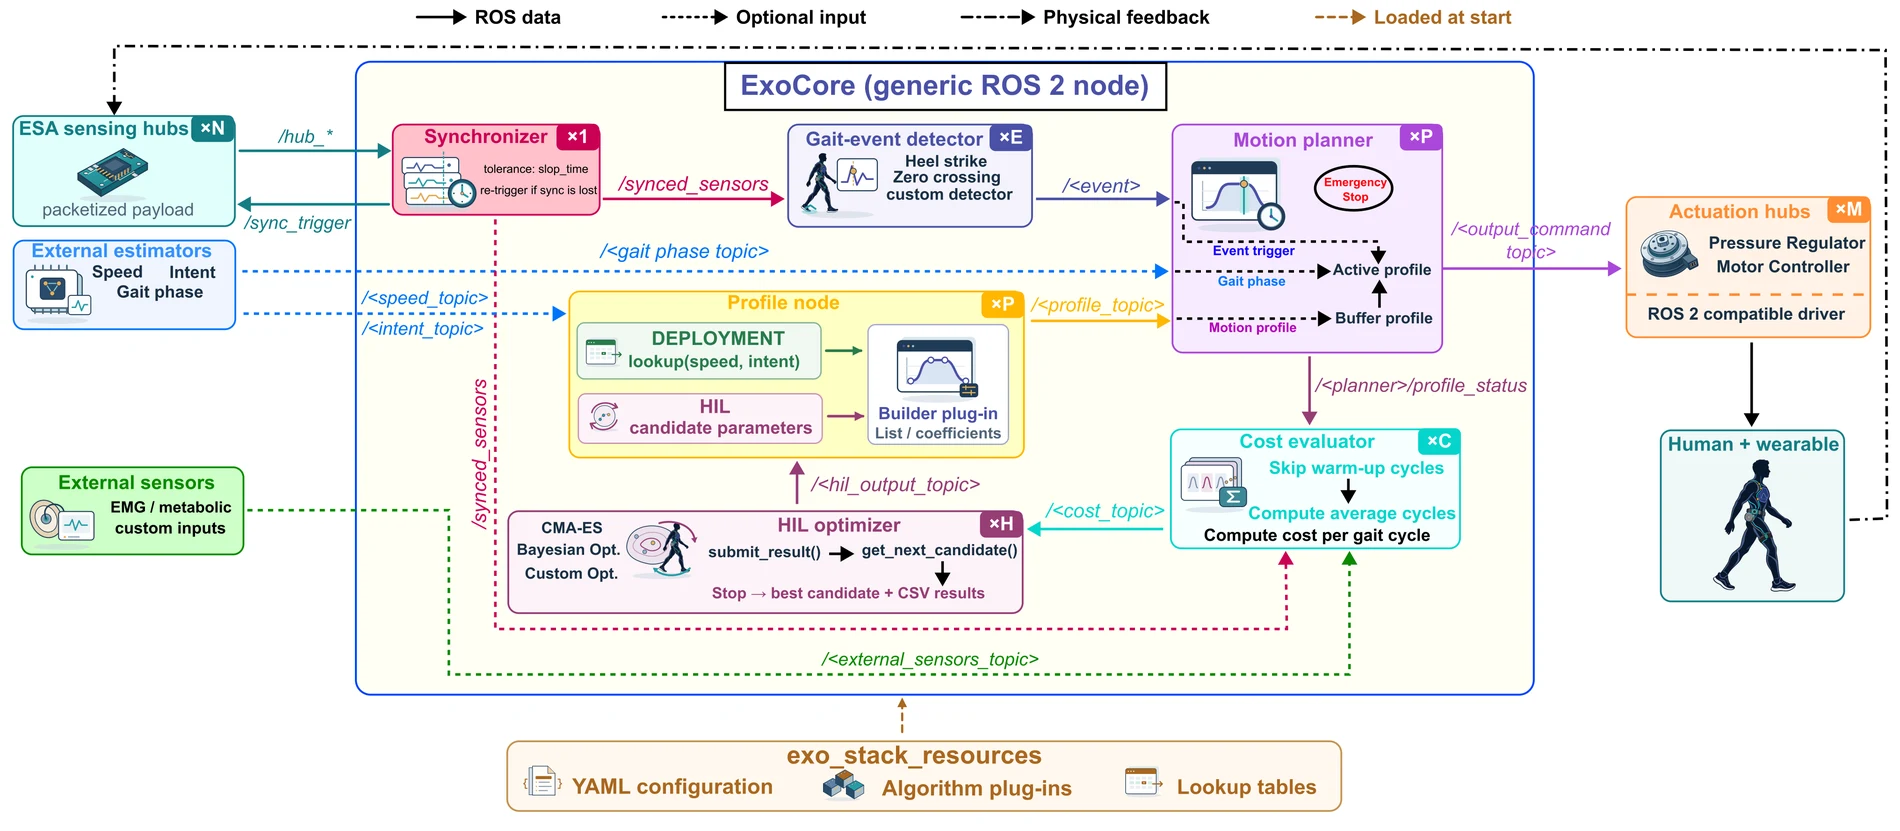 ROS data
Optional input
Physical feedback
Loaded at start
ExoCore (generic ROS 2 node)
ESA sensing hubs
×N
packetized payload
/hub_*
/sync_trigger
Synchronizer
×1
tolerance: slop_time
re-trigger if sync is lost
/synced_sensors
Gait-event detector
×E
Heel strike
Zero crossing
custom detector
/<event>
Motion planner
×P
Emergency
Stop
Event trigger
Gait phase
Active profile
Motion profile
Buffer profile
/<output_command
topic>
Actuation hubs
×M
Pressure Regulator
Motor Controller
ROS 2 compatible driver
External estimators
Speed
Intent
Gait phase
/<gait phase topic>
/<speed_topic>
/<intent_topic>
Profile node
×P
DEPLOYMENT
lookup(speed, intent)
HIL
candidate parameters
Builder plug-in
List / coefficients
/<profile_topic>
/<planner>/profile_status
/synced_sensors
Human + wearable
External sensors
EMG / metabolic
custom inputs
/<hil_output_topic>
Cost evaluator
×C
Skip warm-up cycles
Compute average cycles
Compute cost per gait cycle
Σ
/<cost_topic>
HIL optimizer
×H
CMA-ES
Bayesian Opt.
Custom Opt.
submit_result()
get_next_candidate()
Stop → best candidate + CSV results
/<external_sensors_topic>
exo_stack_resources
YAML configuration
Algorithm plug-ins
Lookup tables